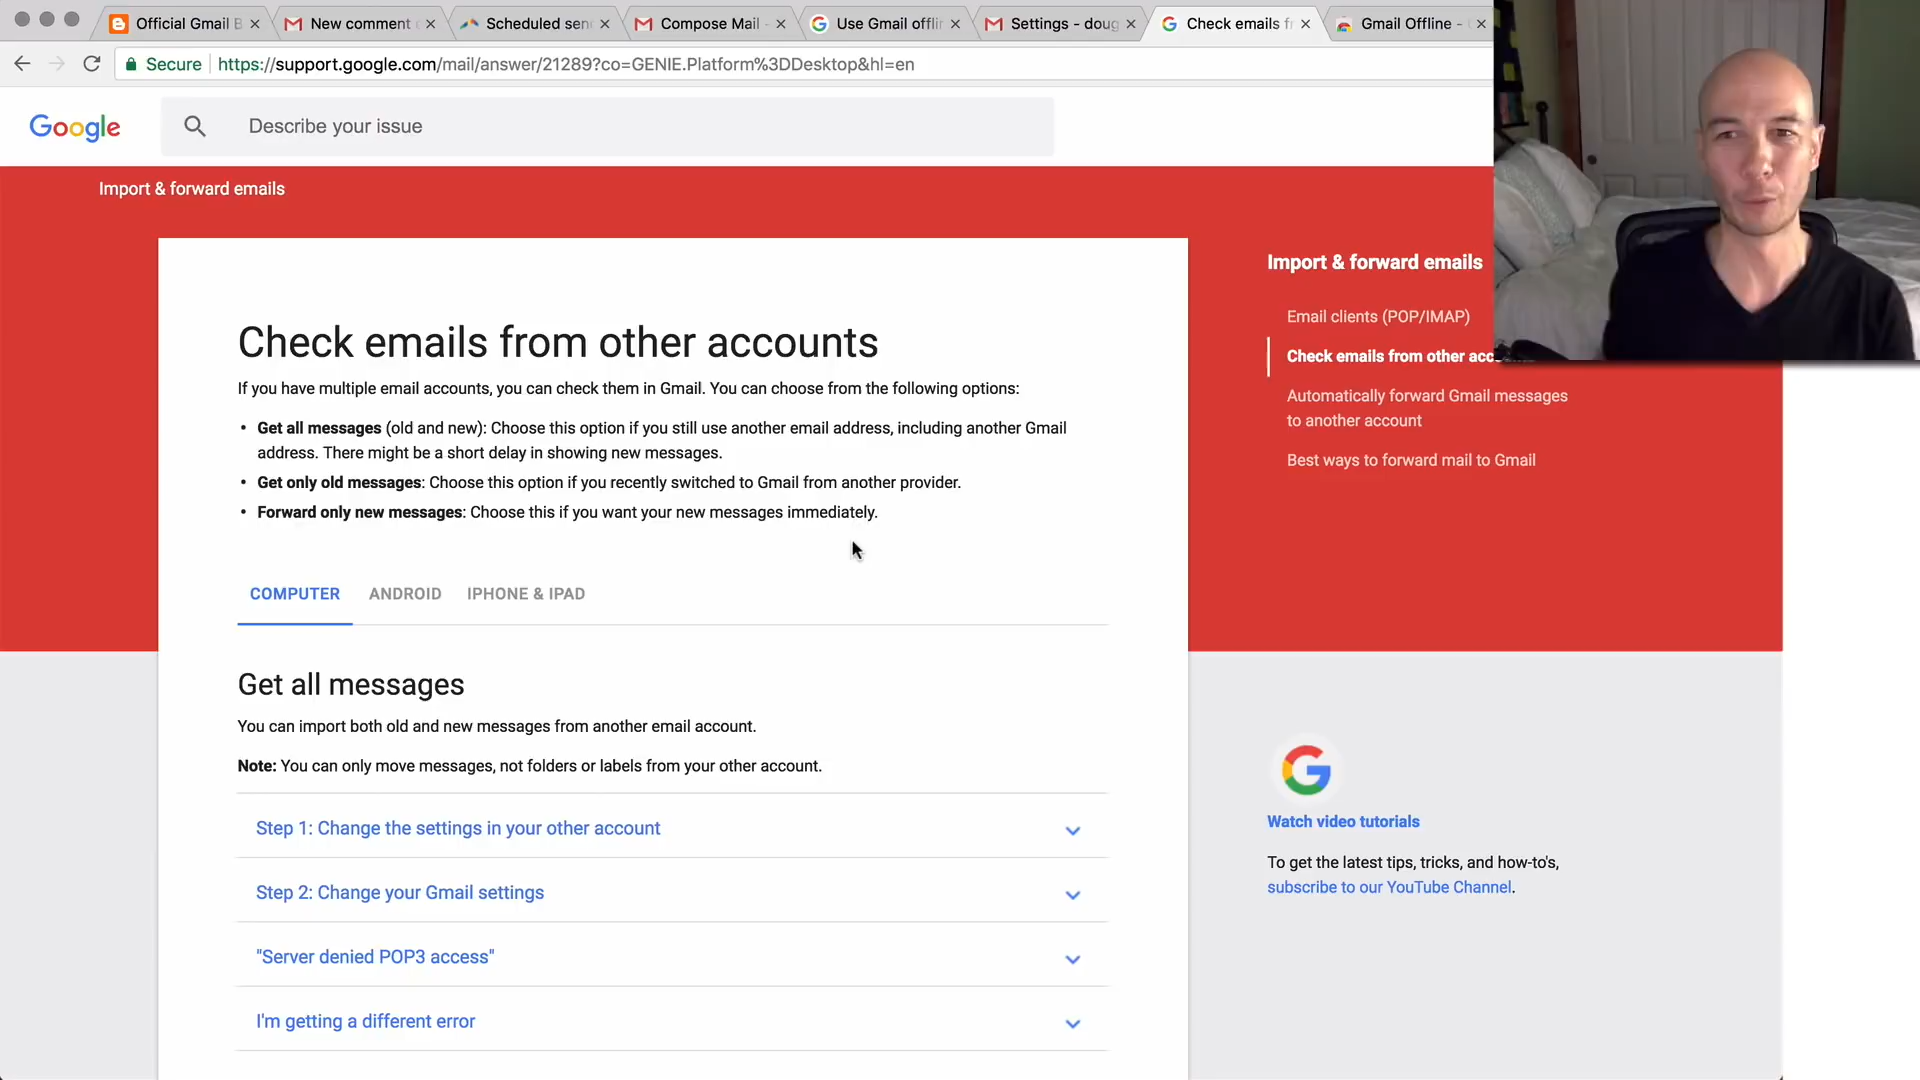 Official Gmail B
New comment
Scheduled sen
Compose Mail -
Use Gmail offlin
Settings - doug
Check emails fr
Gmail Offline -
Secure https://support.google.com/mail/answer/21289?co=GENIE.Platform%3DDesktop&hl=en
Google
Describe your issue
Import & forward emails
Check emails from other accounts
If you have multiple email accounts, you can check them in Gmail. You can choose from the following options:
• Get all messages (old and new): Choose this option if you still use another email address, including another Gmail
address. There might be a short delay in showing new messages.
• Get only old messages: Choose this option if you recently switched to Gmail from another provider.
• Forward only new messages: Choose this if you want your new messages immediately.
COMPUTER ANDROID IPHONE & IPAD
Get all messages
You can import both old and new messages from another email account.
Note: You can only move messages, not folders or labels from your other account.
Step 1: Change the settings in your other account
Step 2: Change your Gmail settings
"Server denied POP3 access"
I'm getting a different error
Import & forward emails
Email clients (POP/IMAP)
Check emails from other acc
Automatically forward Gmail messages
to another account
Best ways to forward mail to Gmail
Watch video tutorials
To get the latest tips, tricks, and how-to's,
subscribe to our YouTube Channel.